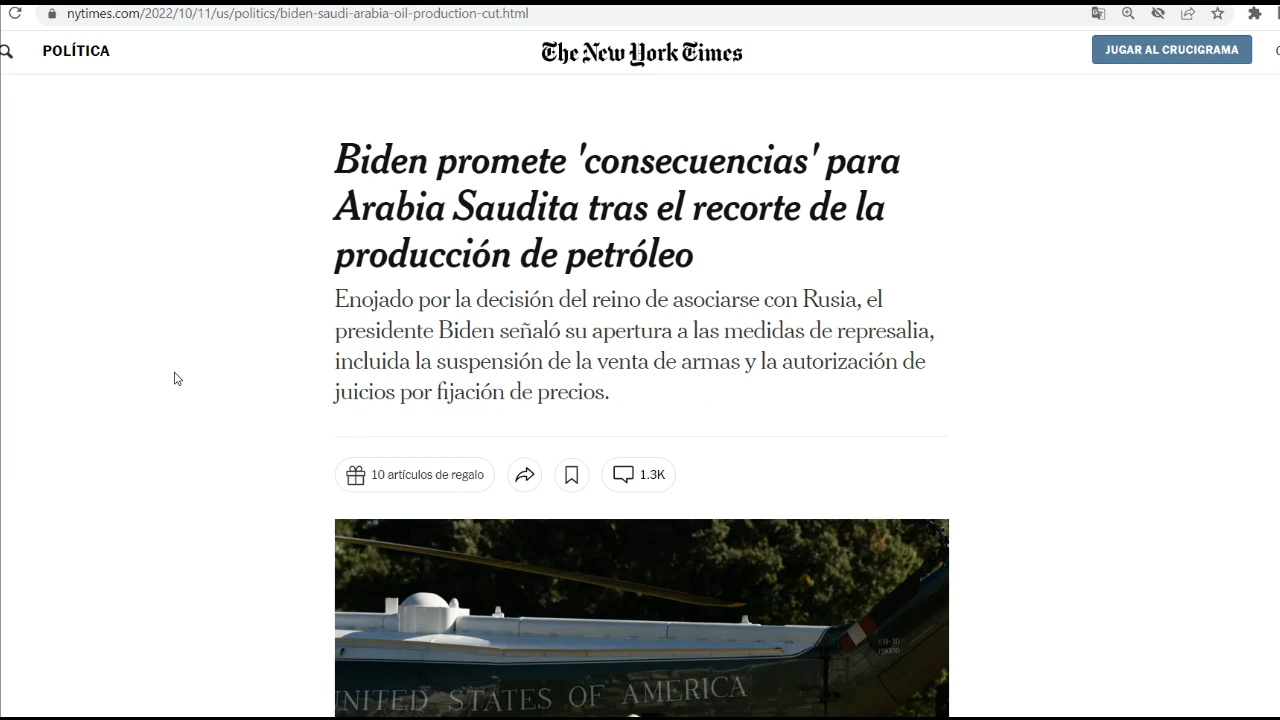 nytimes.com/2022/10/11/us/politics/biden-saudi-arabia-oil-production-cut.html
POLÍTICA
The New York Times
JUGAR AL CRUCIGRAMA
Biden promete 'consecuencias' para
Arabia Saudita tras el recorte de la
producción de petróleo
Enojado por la decisión del reino de asociarse con Rusia, el
presidente Biden señaló su apertura a las medidas de represalia,
incluida la suspensión de la venta de armas y la autorización de
juicios por fijación de precios.
10 artículos de regalo
1.3K
VH-3D
UNITED STATES OF AMERICA